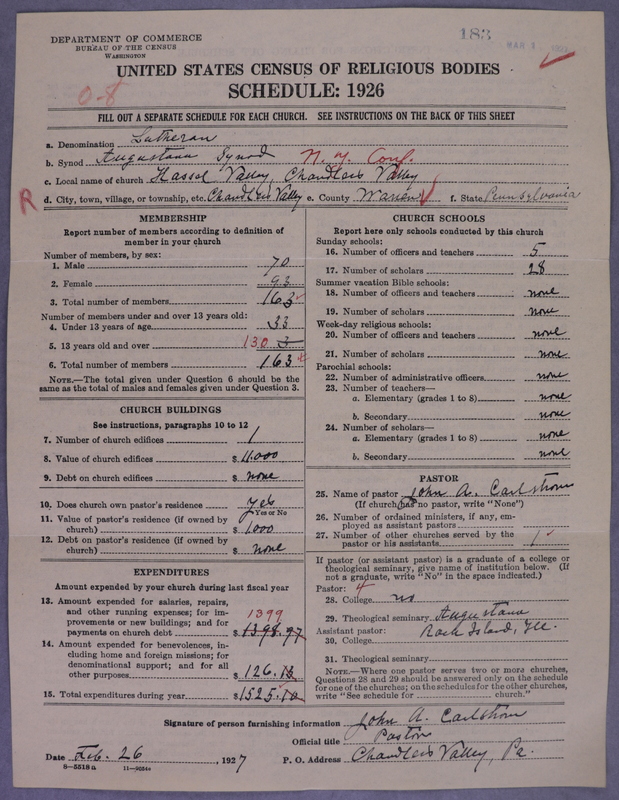 DEPARTMENT OF COMMERCE
BUREAU OF THE CENSUS
WASHINGTON
183
MAR 1
UNITED STATES CENSUS OF RELIGIOUS BODIES
SCHEDULE: 1926
0-8
FILL OUT A SEPARATE SCHEDULE FOR EACH CHURCH. SEE INSTRUCTIONS ON THE BACK OF THIS SHEET
a. Denomination Lutheran
b. Synod Augustana Synod N.Y. Conf.
c. Local name of church Hassel Valley, Chandlers Valley
R d. City, town, village, or township, etc. Chandlers Valley e. County Warren f. State Pennsylvania
MEMBERSHIP
Report number of members according to definition of
member in your church
Number of members, by sex:
1. Male 70
2. Female 93
3. Total number of members 163
Number of members under and over 13 years old:
4. Under 13 years of age 33
5. 13 years old and over 130
6. Total number of members 163
NOTE.—The total given under Question 6 should be the
same as the total of males and females given under Question 3.
CHURCH BUILDINGS
See instructions, paragraphs 10 to 12
7. Number of church edifices 1
8. Value of church edifices $ 11.000
9. Debt on church edifices $ none
10. Does church own pastor's residence yes
Yes or No
11. Value of pastor's residence (if owned by
church) $ 1000
12. Debt on pastor's residence (if owned by
church) $ none
EXPENDITURES
Amount expended by church during last fiscal year
13. Amount expended for salaries, repairs,
and other running expenses; for im-
provements or new buildings; and for 1399
payments on church debt $ 1398.97
14. Amount expended for benevolences, in-
cluding home and foreign missions; for
denominational support; and for all
other purposes $ 126.13
15. Total expenditures during year $ 1525.10
CHURCH SCHOOLS
Report here only schools conducted by this church
Sunday schools:
16. Number of officers and teachers 5
17. Number of scholars 28
Summer vacation Bible schools:
18. Number of officers and teachers none
19. Number of scholars none
Week-day religious schools:
20. Number of officers and teachers none
21. Number of scholars none
Parochial schools:
22. Number of administrative officers none
23. Number of teachers—
a. Elementary (grades 1 to 8) none
b. Secondary none
24. Number of scholars—
a. Elementary (grades 1 to 8) none
b. Secondary none
PASTOR
25. Name of pastor John A. Carlstrom
(If church has no pastor, write "None")
26. Number of ordained ministers, if any, em-
ployed as assistant pastors
27. Number of other churches served by the
pastor or his assistants 1
If pastor (or assistant pastor) is a graduate of a college or
theological seminary, give name of institution below. (If
not a graduate, write "No" in the space indicated.)
Pastor: 4
28. College no
29. Theological seminary Augustana
Assistant pastor: Rock Island, Ill.
30. College
31. Theological seminary
NOTE.—Where one pastor serves two or more churches,
Questions 28 and 29 should be answered only on the schedule
for one of the churches; on the schedules for the other churches,
write "See schedule for church."
Signature of person furnishing information John A. Carlstrom
Official title Pastor
Date Feb. 26, 1927 P. O. Address Chandlers Valley, Pa.
8—5518a